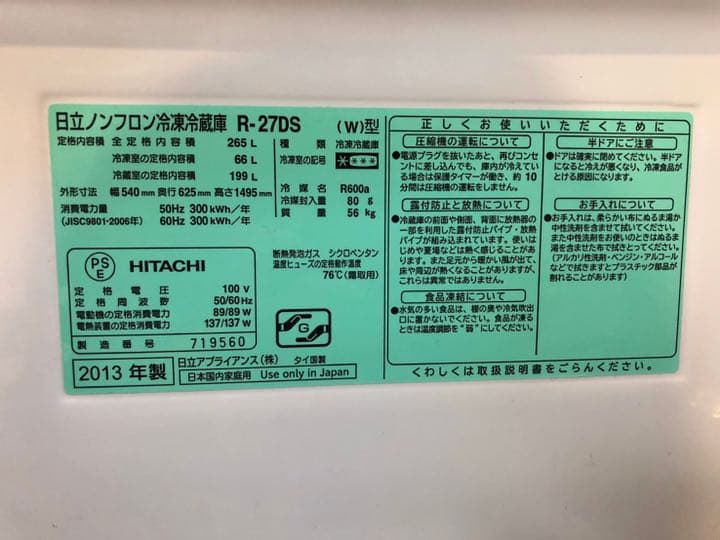 日立ノンフロン冷凍冷蔵庫 R-27DS (W)型
定格内容積 全定格内容積 265 L
冷凍室の定格内容積 66 L
冷蔵室の定格内容積 199 L
外形寸法 幅540mm奥行625mm高さ1495mm
消費電力量 50Hz 300kWh/年
(JISC9801-2006年) 60Hz 300kWh/年
種類 冷凍冷蔵庫
冷凍室の記号
冷媒名 R600a
冷媒封入量 80 g
質量 56 kg
断熱発泡ガス シクロペンタン
温度ヒューズの定格動作温度
76℃(霜取用)
PS
E
HITACHI
定格電圧 100 V
定格周波数 50/60Hz
電動機の定格消費電力 89/89 W
電熱装置の定格消費電力 137/137 W
製造番号 719560
G
2013年製
日立アプライアンス(株) タイ国製
日本国内家庭用 Use only in Japan
正しくお使いいただくために
圧縮機の運転について
●電源プラグを抜いたあと、再びコンセ
ントに差し込んでも、庫内が冷えてい
る場合は保護タイマーが働き、約10
分間は圧縮機の運転をしません。
露付防止と放熱について
●冷蔵庫の前面や側面、背面に放熱器の
一部を利用した露付防止パイプ・放熱
パイプが組み込まれています。使いは
じめや夏場などは熱く感じることがあり
ます。また足元から暖かい風が出て、
床や周辺が熱くなることがありますが、
これらは異常ではありません。
食品凍結について
●水気の多い食品は、棚の奥や冷気吹出
口に置かないでください。食品が凍る
ときは温度調節を“弱”にしてください。
半ドアにご注意
●ドアは確実に閉めてください。半ドア
になると冷えが悪くなり、冷凍食品が
とける原因になります。
お手入れについて
●お手入れは、柔らかい布にぬるま湯か
中性洗剤を含ませて拭いてください。
また中性洗剤をお使いのときはぬるま
湯を含ませた布で拭きとってください。
(アルカリ性洗剤・ベンジン・アルコール
などで拭きますとプラスチック部品が
割れることがあります。)
くわしくは取扱説明書をごらんください。